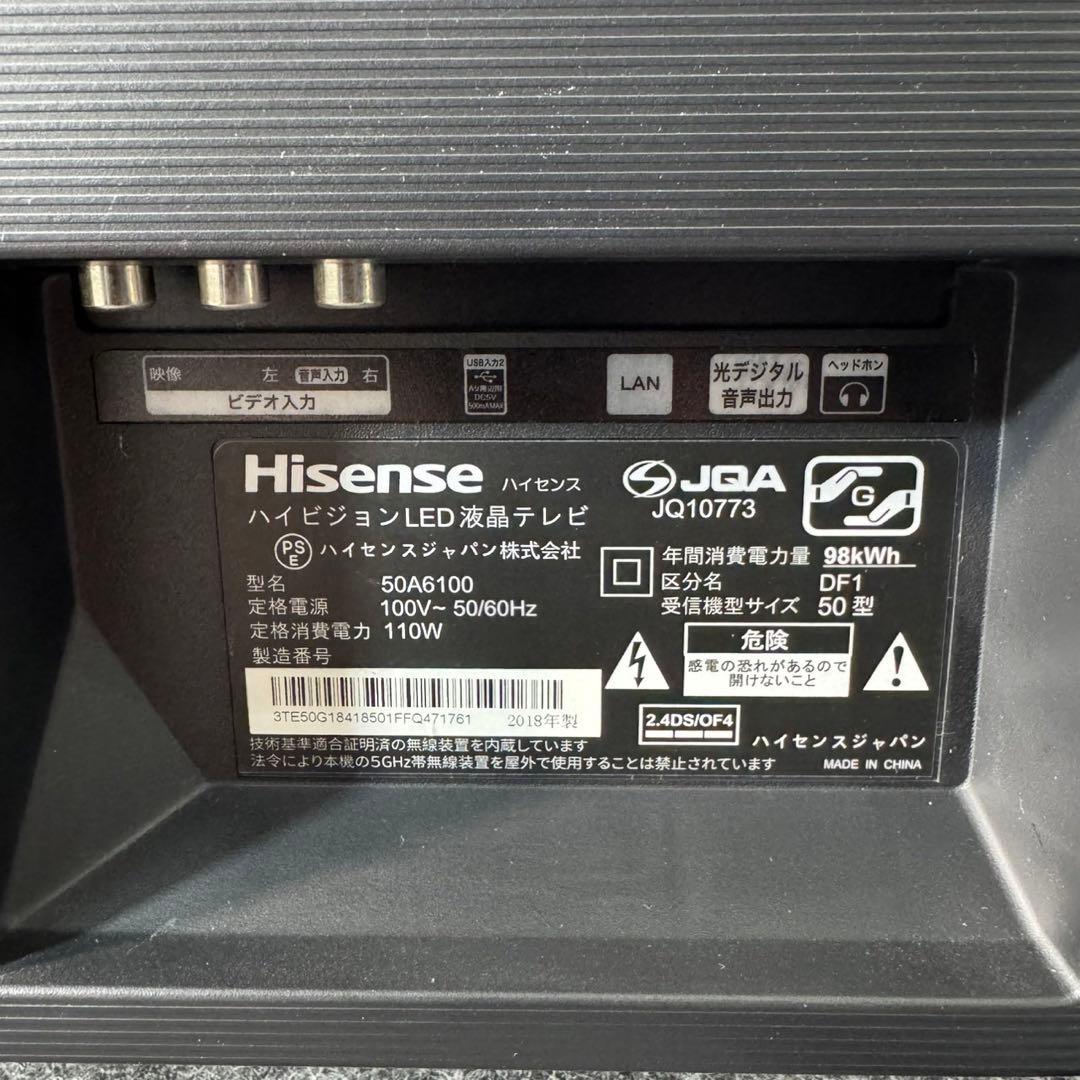 映像 左 音声入力 右
ビデオ入力
USB入力2
DC5V
500mAMAX
LAN
光デジタル
音声出力
ヘッドホン
Hisense ハイセンス
ハイビジョンLED液晶テレビ
PS
E
ハイセンスジャパン株式会社
型名 50A6100
定格電源 100V~ 50/60Hz
定格消費電力 110W
製造番号
3TE50G18418501FFQ471761 2018年製
技術基準適合証明済の無線装置を内蔵しています
法令により本機の5GHz帯無線装置を屋外で使用することは禁止されています
JQA
JQ10773
G
年間消費電力量 98kWh
区分名 DF1
受信機型サイズ 50型
危険
感電の恐れがあるので
開けないこと
2.4DS/OF4
ハイセンスジャパン
MADE IN CHINA